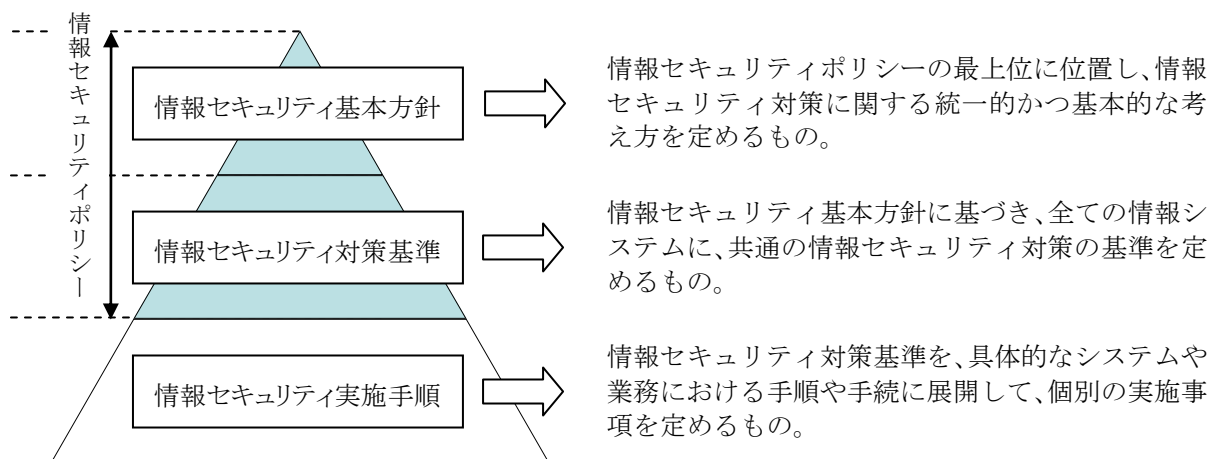 情報セキュリティポリシー
情報セキュリティ基本方針
情報セキュリティポリシーの最上位に位置し、情報
セキュリティ対策に関する統一的かつ基本的な考
え方を定めるもの。
情報セキュリティ対策基準
情報セキュリティ基本方針に基づき、全ての情報シ
ステムに、共通の情報セキュリティ対策の基準を定
めるもの。
情報セキュリティ実施手順
情報セキュリティ対策基準を、具体的なシステムや
業務における手順や手続に展開して、個別の実施事
項を定めるもの。